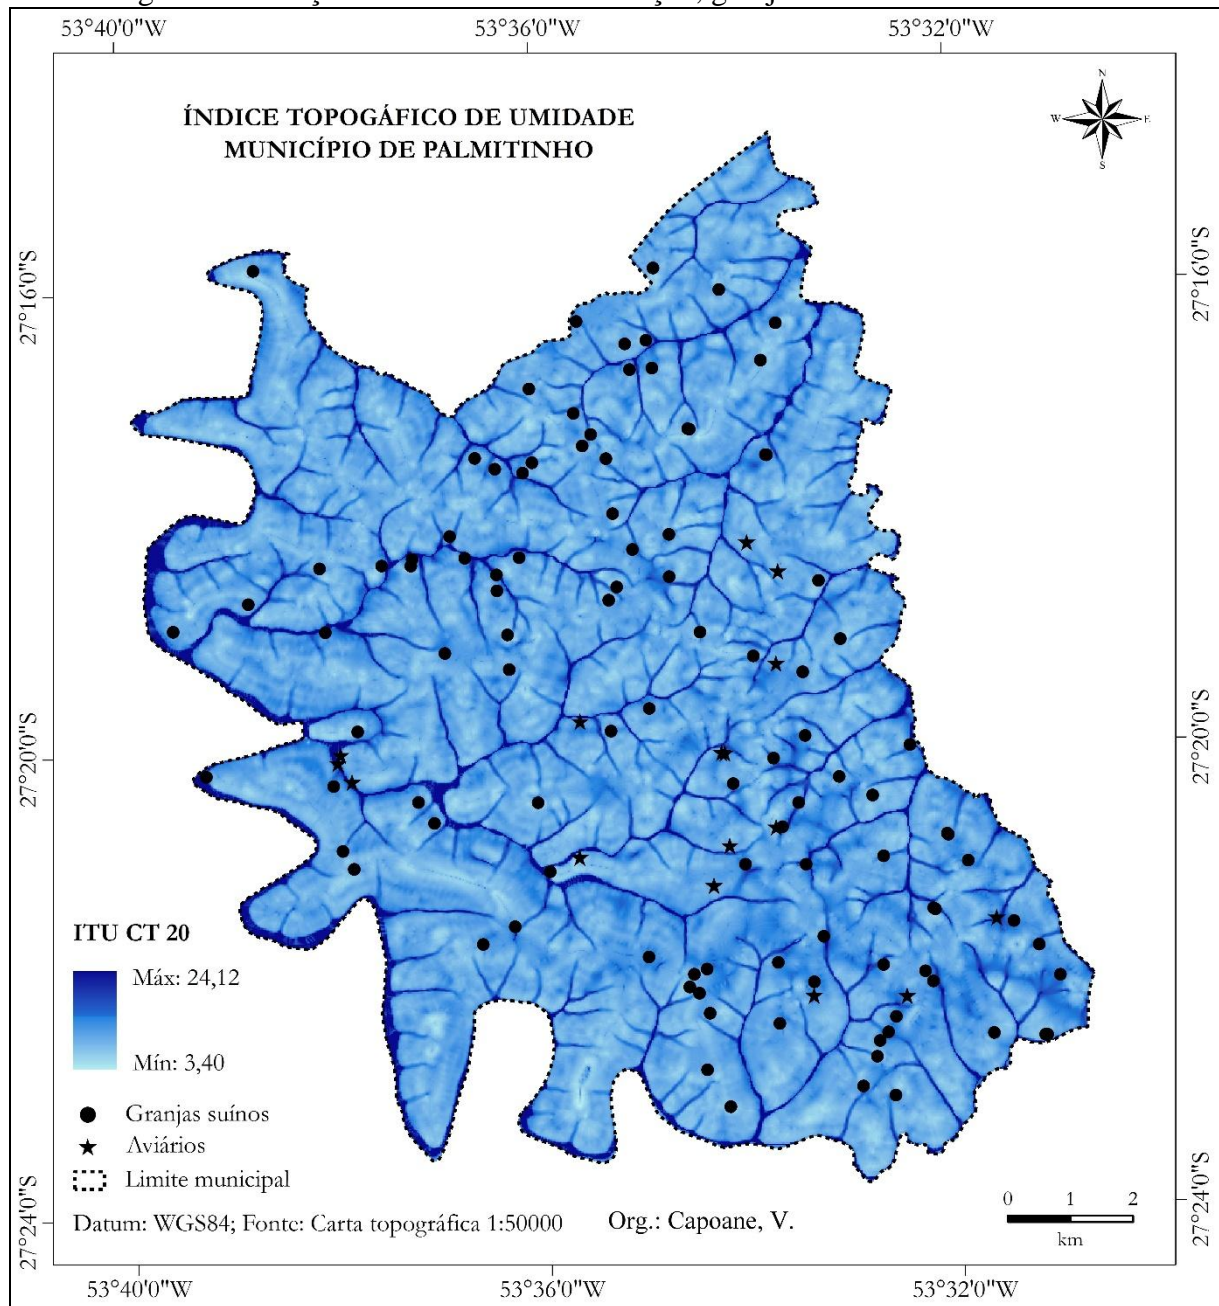 53°40'0"W 53°36'0"W 53°32'0"W
ÍNDICE TOPOGÁFICO DE UMIDADE
MUNICÍPIO DE PALMITINHO
N
W E
S
27°16'0"S 27°16'0"S
27°20'0"S 27°20'0"S
ITU CT 20
Máx: 24,12
Mín: 3,40
Granjas suínos
Aviários
Limite municipal
0 1 2
km
Datum: WGS84; Fonte: Carta topográfica 1:50000 Org.: Capoane, V.
27°24'0"S 27°24'0"S
53°40'0"W 53°36'0"W 53°32'0"W